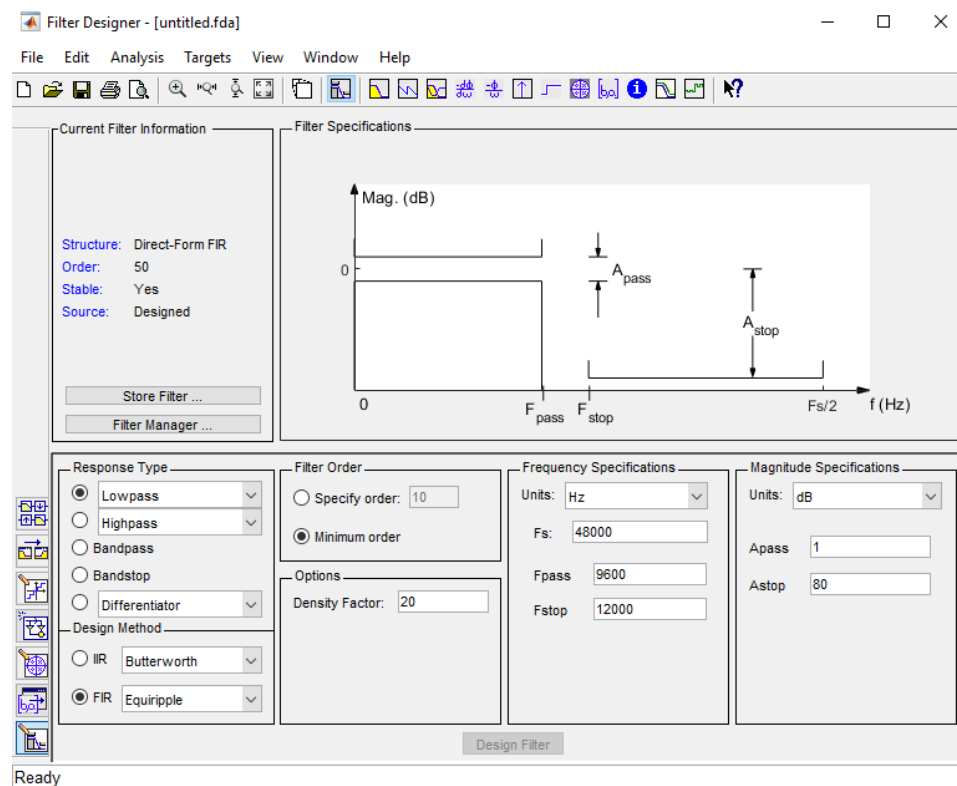 Filter Designer - [untitled.fda]
File Edit Analysis Targets View Window Help
Current Filter Information
Structure: Direct-Form FIR
Order: 50
Stable: Yes
Source: Designed
Store Filter ...
Filter Manager ...
Filter Specifications
Mag. (dB)
0
A pass
A stop
0
F pass
F stop
Fs/2
f (Hz)
Response Type
Lowpass
Highpass
Bandpass
Bandstop
Differentiator
Design Method
IIR Butterworth
FIR Equiripple
Filter Order
Specify order: 10
Minimum order
Options
Density Factor: 20
Frequency Specifications
Units: Hz
Fs: 48000
Fpass 9600
Fstop 12000
Magnitude Specifications
Units: dB
Apass 1
Astop 80
Design Filter
Ready